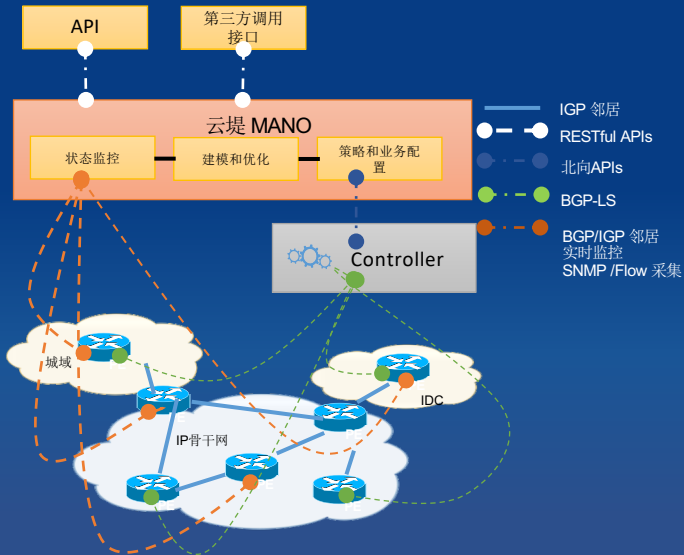 API
第三方调用
接口
云堤 MANO
状态监控
建模和优化
策略和业务配
置
Controller
IGP 邻居
RESTful APIs
北向APIs
BGP-LS
BGP/IGP 邻居
实时监控
SNMP /Flow 采集
城域
IDC
IP骨干网
PE